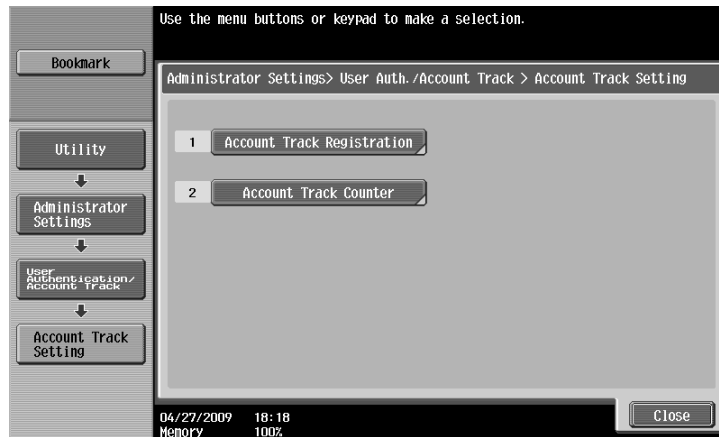 Use the menu buttons or keypad to make a selection.
Bookmark
Administrator Settings> User Auth./Account Track > Account Track Setting
1 Account Track Registration
Utility
2 Account Track Counter
Administrator
Settings
User
Authentication/
Account Track
Account Track
Setting
04/27/2009 18:18
Memory 100%
Close